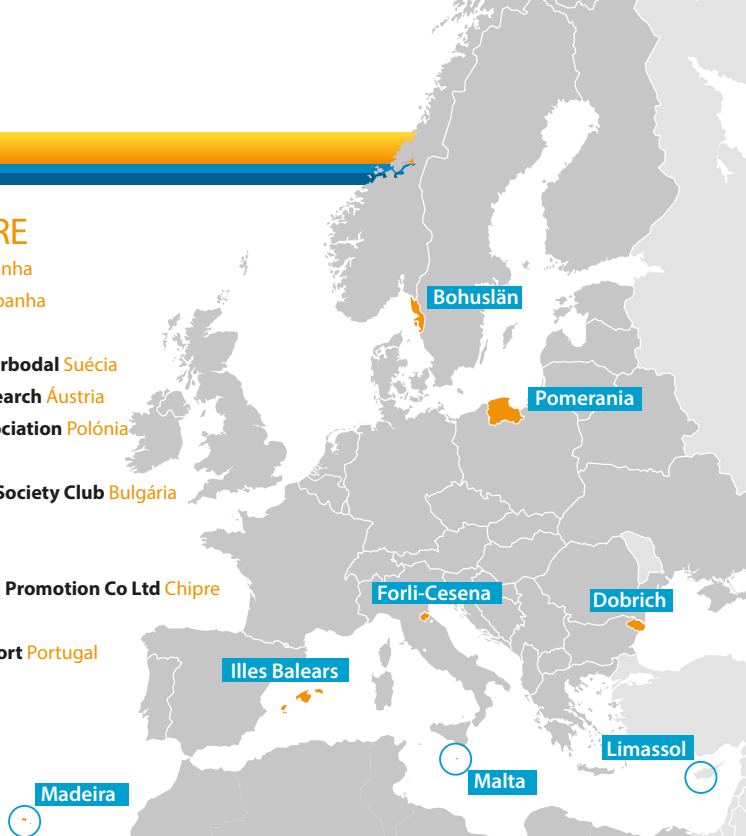 RE
nha
panha
rbodal Suécia
earch Áustria
ociation Polónia
Society Club Bulgária
Promotion Co Ltd Chipre
ort Portugal
Bohuslän
Pomerania
Forli-Cesena
Dobrich
Illes Balears
Limassol
Malta
Madeira